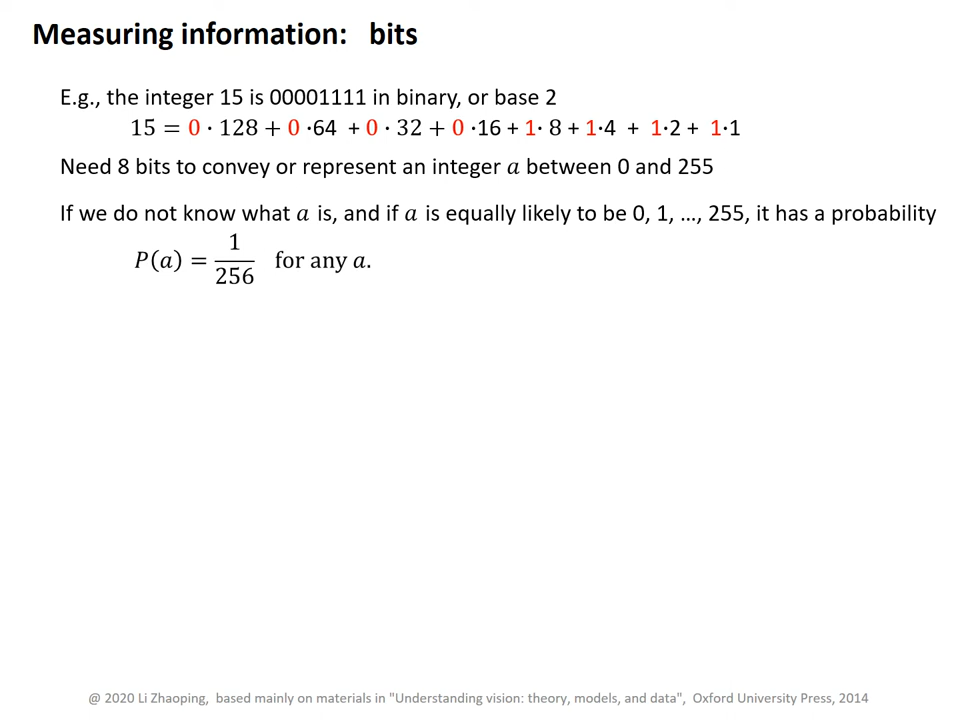 Measuring information: bits
E.g., the integer 15 is 00001111 in binary, or base 2
15 = 0 · 128 + 0 ·64 + 0 · 32 + 0 ·16 + 1· 8 + 1·4 + 1·2 + 1·1
Need 8 bits to convey or represent an integer a between 0 and 255
If we do not know what a is, and if a is equally likely to be 0, 1, …, 255, it has a probability
P(a) = 1/256 for any a.
@ 2020 Li Zhaoping, based mainly on materials in "Understanding vision: theory, models, and data", Oxford University Press, 2014